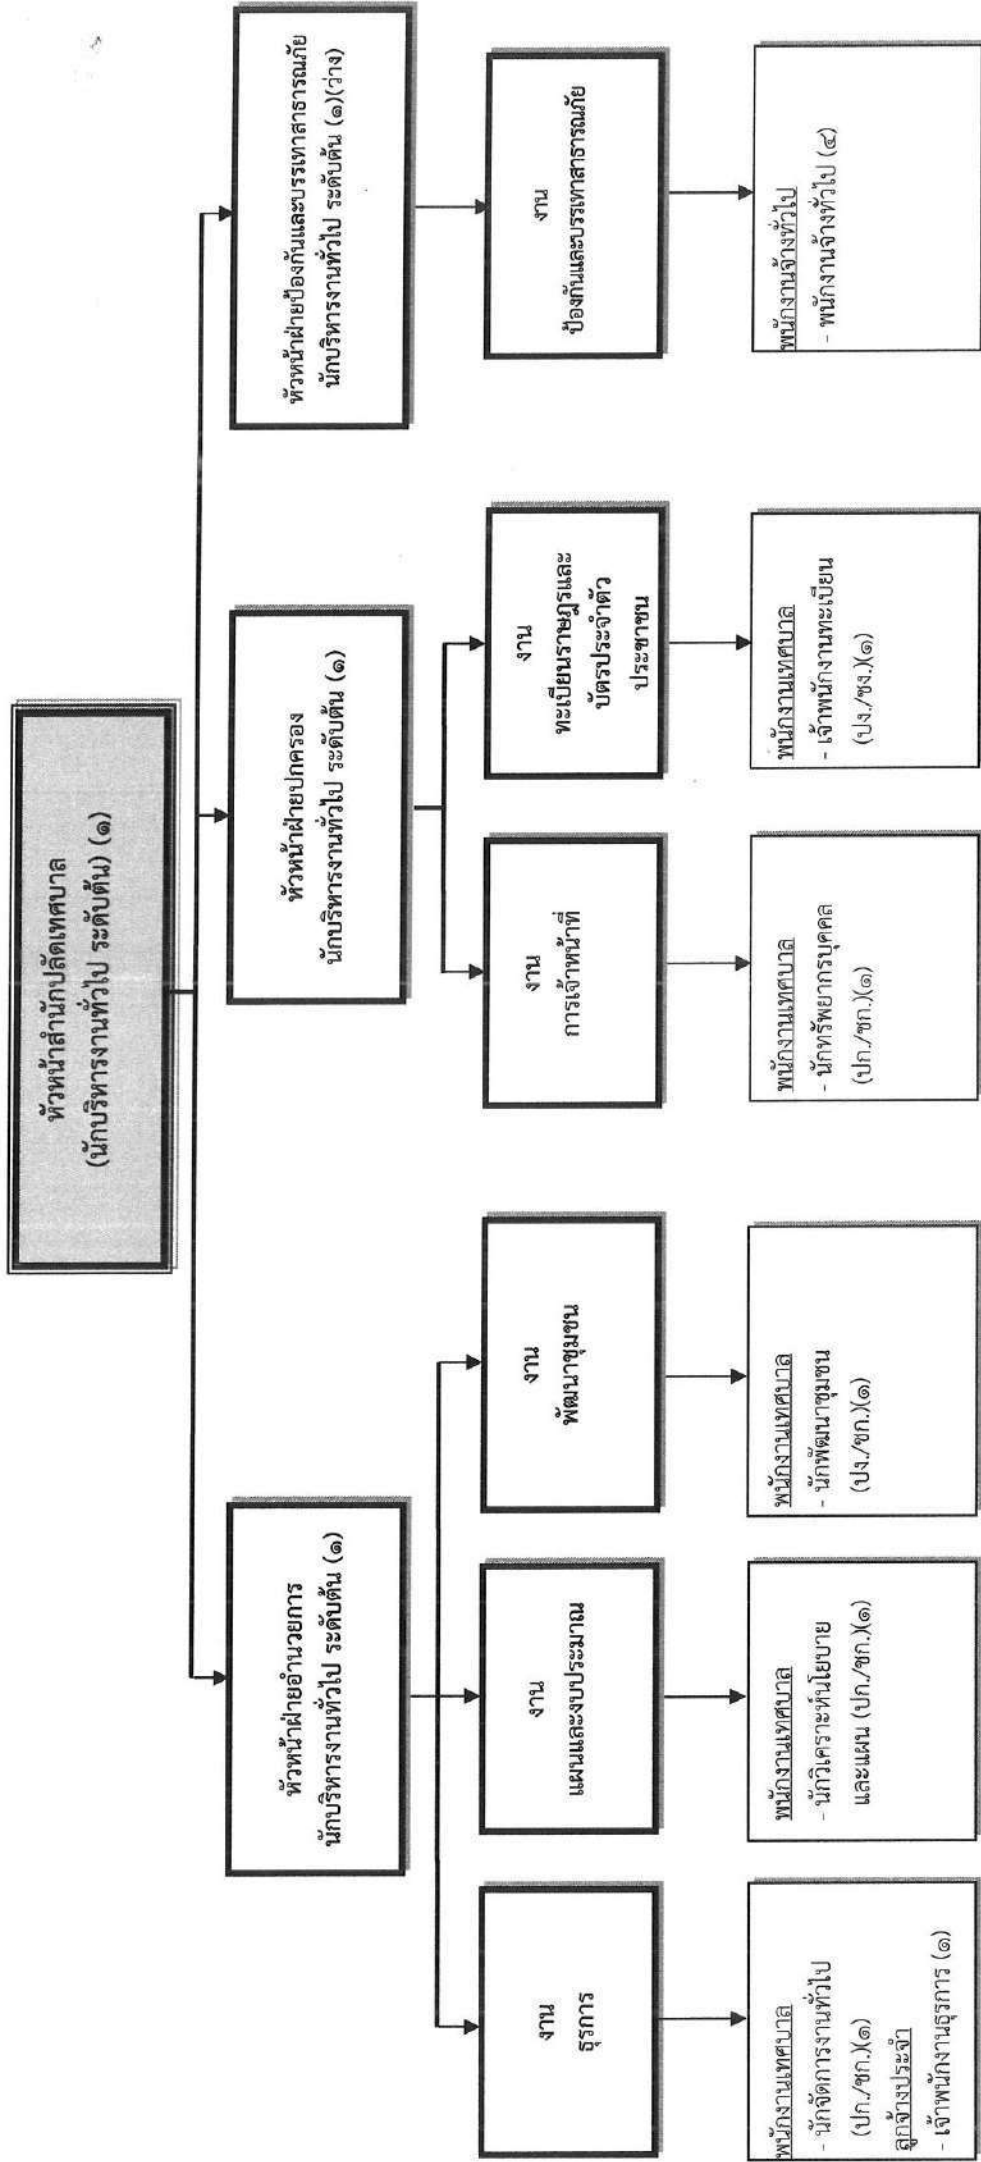 หัวหน้าสำนักปลัดเทศบาล
(นักบริหารงานทั่วไป ระดับต้น) (๑)
หัวหน้าฝ่ายอำนวยการ
นักบริหารงานทั่วไป ระดับต้น (๑)
หัวหน้าฝ่ายปกครอง
นักบริหารงานทั่วไป ระดับต้น (๑)
หัวหน้าฝ่ายป้องกันและบรรเทาสาธารณภัย
นักบริหารงานทั่วไป ระดับต้น (๑)(ว่าง)
งาน
ธุรการ
งาน
แผนและงบประมาณ
งาน
พัฒนาชุมชน
งาน
การเจ้าหน้าที่
งาน
ทะเบียนราษฎรและ
บัตรประจำตัว
ประชาชน
งาน
ป้องกันและบรรเทาสาธารณภัย
พนักงานเทศบาล
- นักจัดการงานทั่วไป
(ปก./ชก.)(๑)
ลูกจ้างประจำ
- เจ้าพนักงานธุรการ (๑)
พนักงานเทศบาล
- นักวิเคราะห์นโยบาย
และแผน (ปก./ชก.)(๑)
พนักงานเทศบาล
- นักพัฒนาชุมชน
(ปง./ชก.)(๑)
พนักงานเทศบาล
- นักทรัพยากรบุคคล
(ปก./ชก.)(๑)
พนักงานเทศบาล
- เจ้าพนักงานทะเบียน
(ปง./ชง.)(๑)
พนักงานจ้างทั่วไป
- พนักงานจ้างทั่วไป (๔)